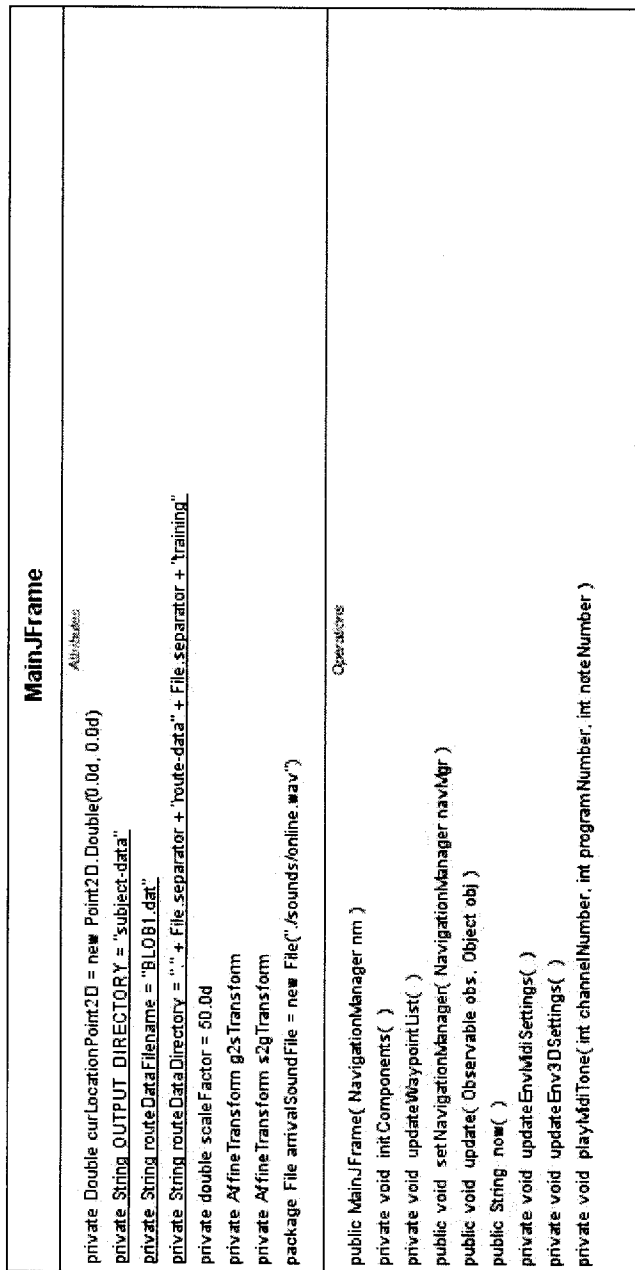 MainJFrame
Attributes
private Double curLocationPoint2D = new Point2D.Double(0.0d, 0.0d)
private String OUTPUT_DIRECTORY = "subject-data"
private String routeDataFilename = "BLOB1.dat"
private String routeDataDirectory = "." + File.separator + "route-data" + File.separator + "training"
private double scaleFactor = 50.0d
private AffineTransform g2sTransform
private AffineTransform s2gTransform
package File arrivalSoundFile = new File("./sounds/online.wav")
Operations
public MainJFrame( NavigationManager nm )
private void initComponents( )
private void updateWaypointList( )
public void setNavigationManager( NavigationManager navMgr )
public void update( Observable obs, Object obj )
public String now( )
private void updateEnvMidiSettings( )
private void updateEnv3DSettings( )
private void playMidiTone( int channelNumber, int programNumber, int noteNumber )